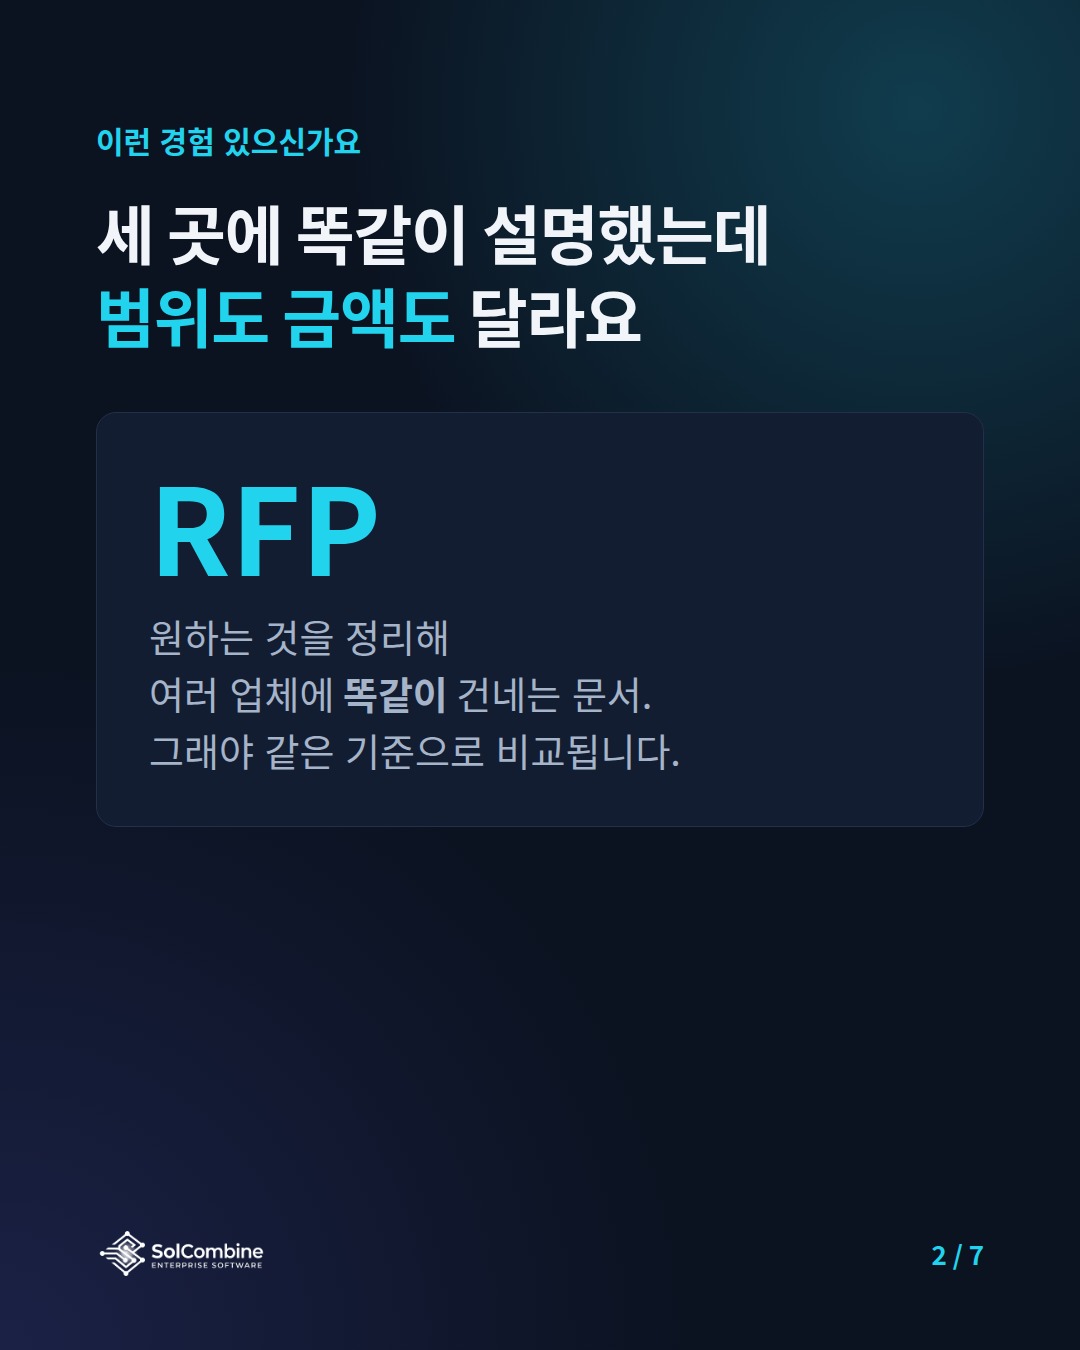 이런 경험 있으신가요
세 곳에 똑같이 설명했는데
범위도 금액도 달라요
RFP
원하는 것을 정리해
여러 업체에 똑같이 건네는 문서.
그래야 같은 기준으로 비교됩니다.
SolCombine
ENTERPRISE SOFTWARE
2 / 7